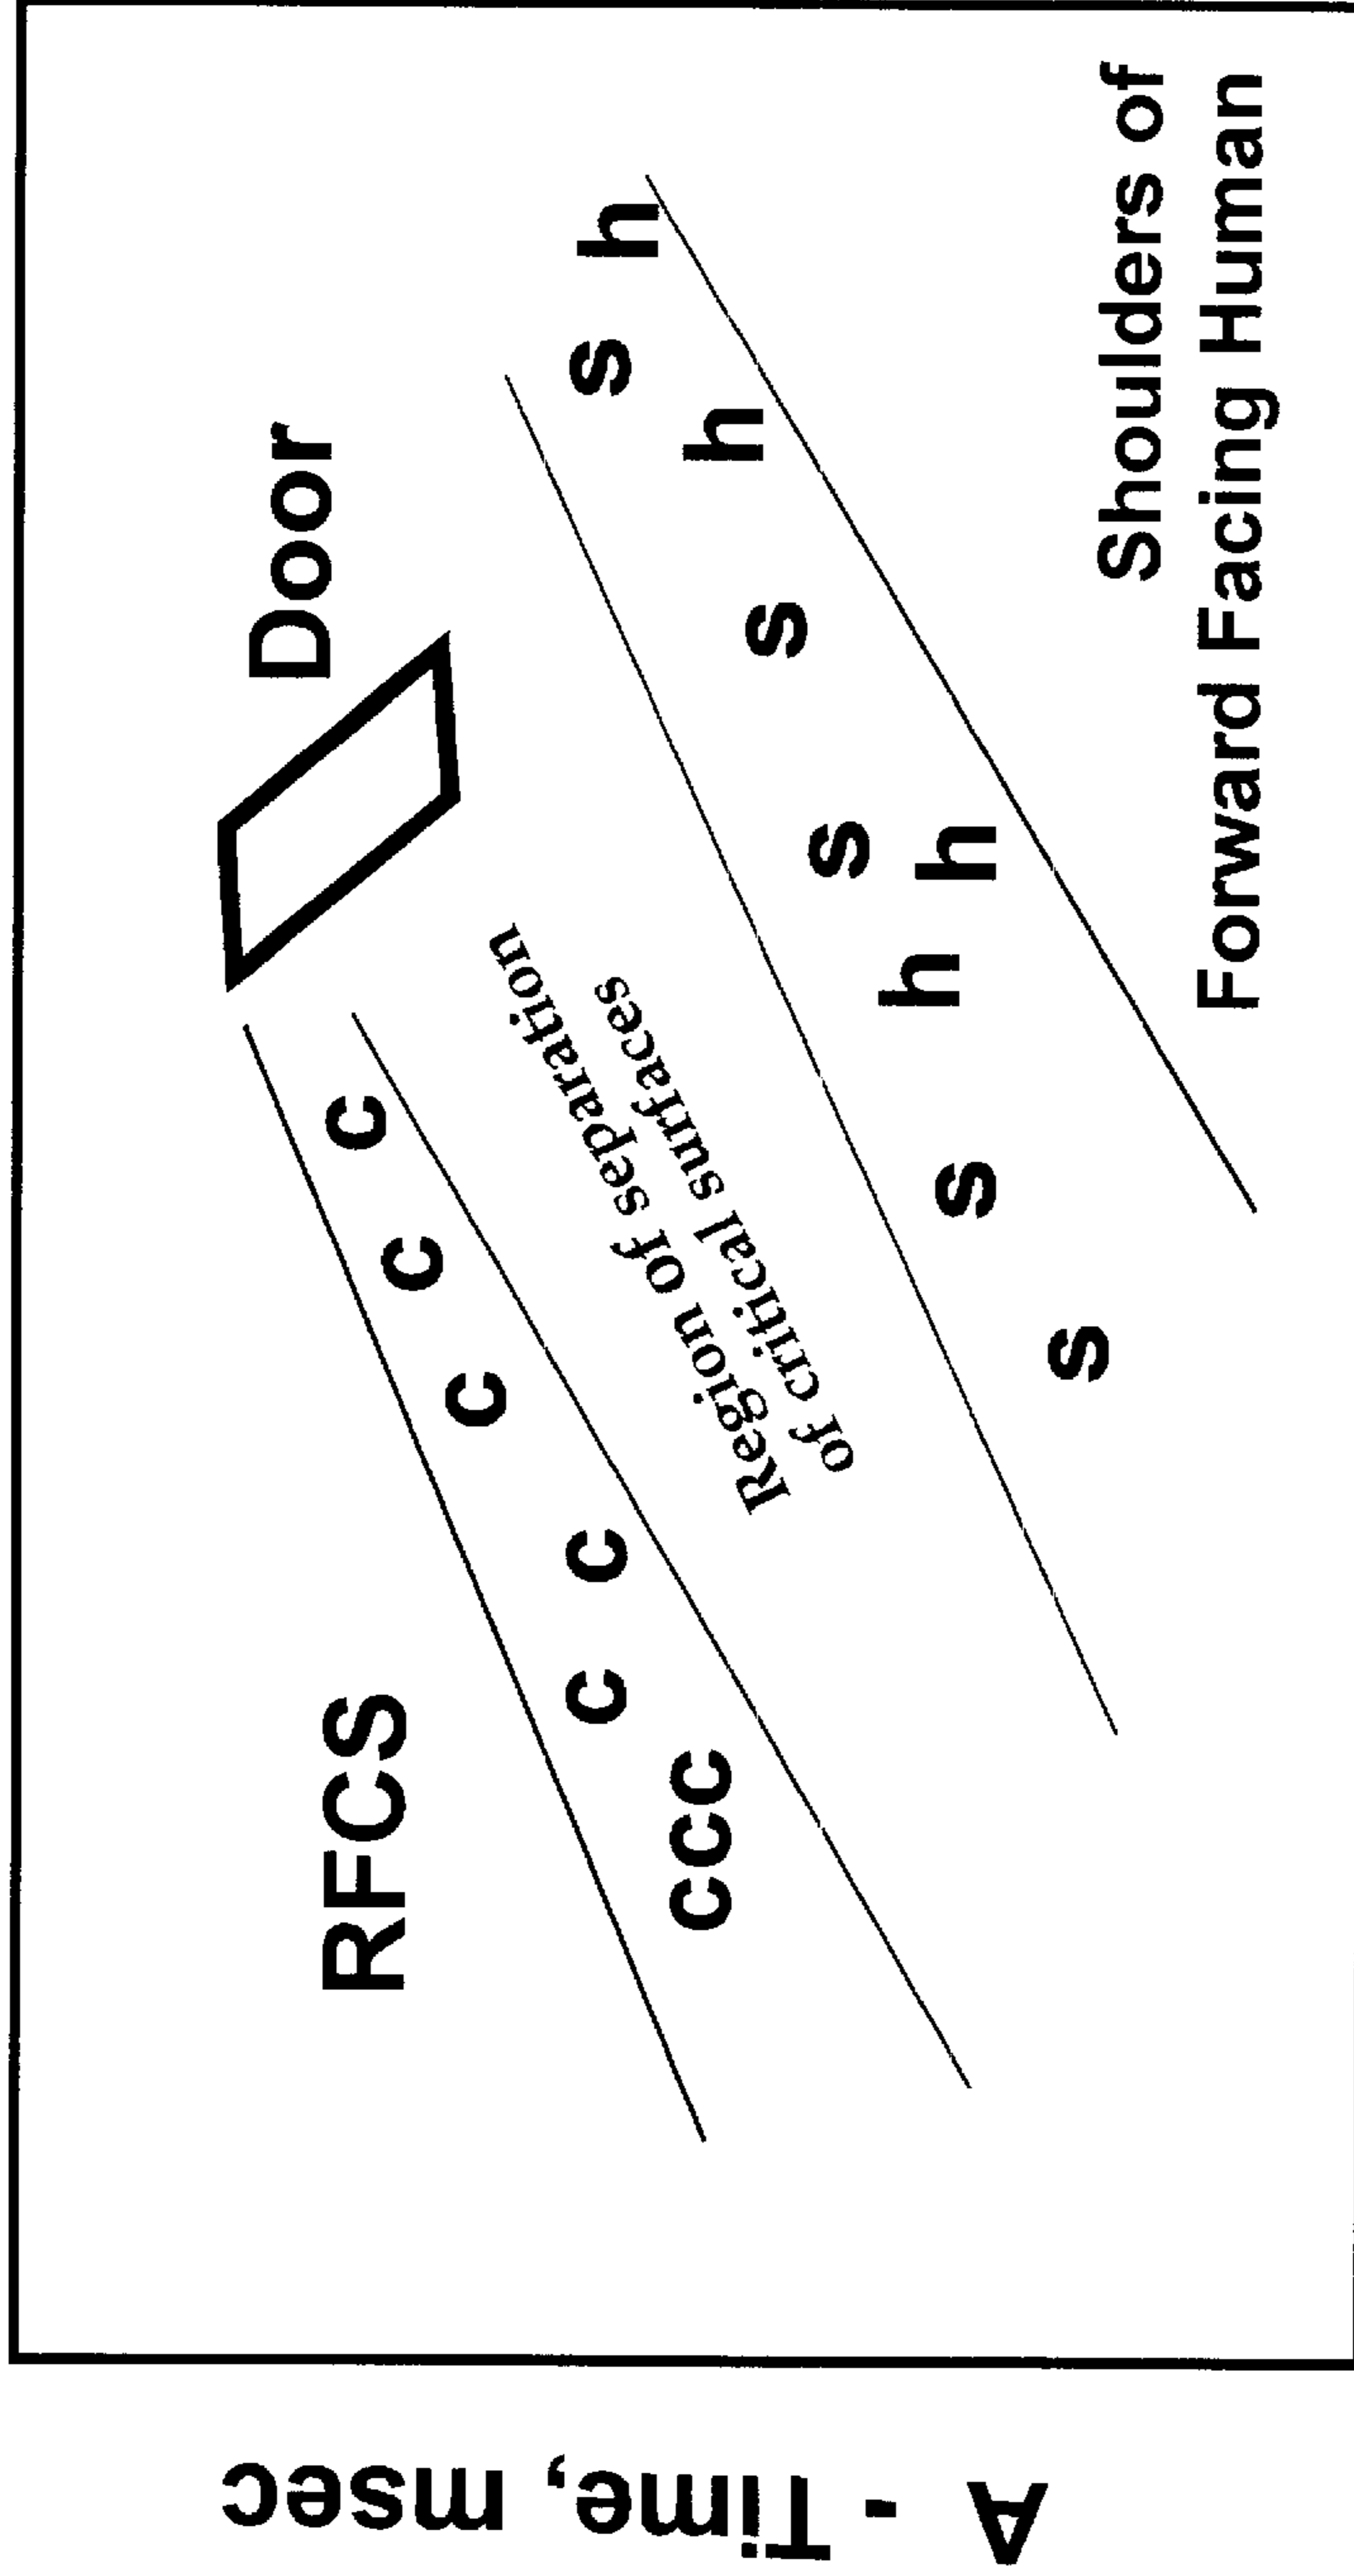 A - Time, msec
Door
RFCS
c
c
c
c c
ccc
Region of separation
of critical surfaces
s h
h
s
s
h h
s
s
Shoulders of
Forward Facing Human